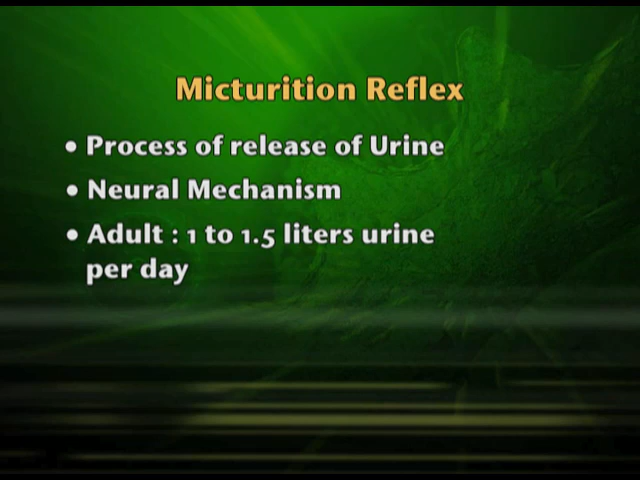 Micturition Reflex
• Process of release of Urine
• Neural Mechanism
• Adult : 1 to 1.5 liters urine
per day